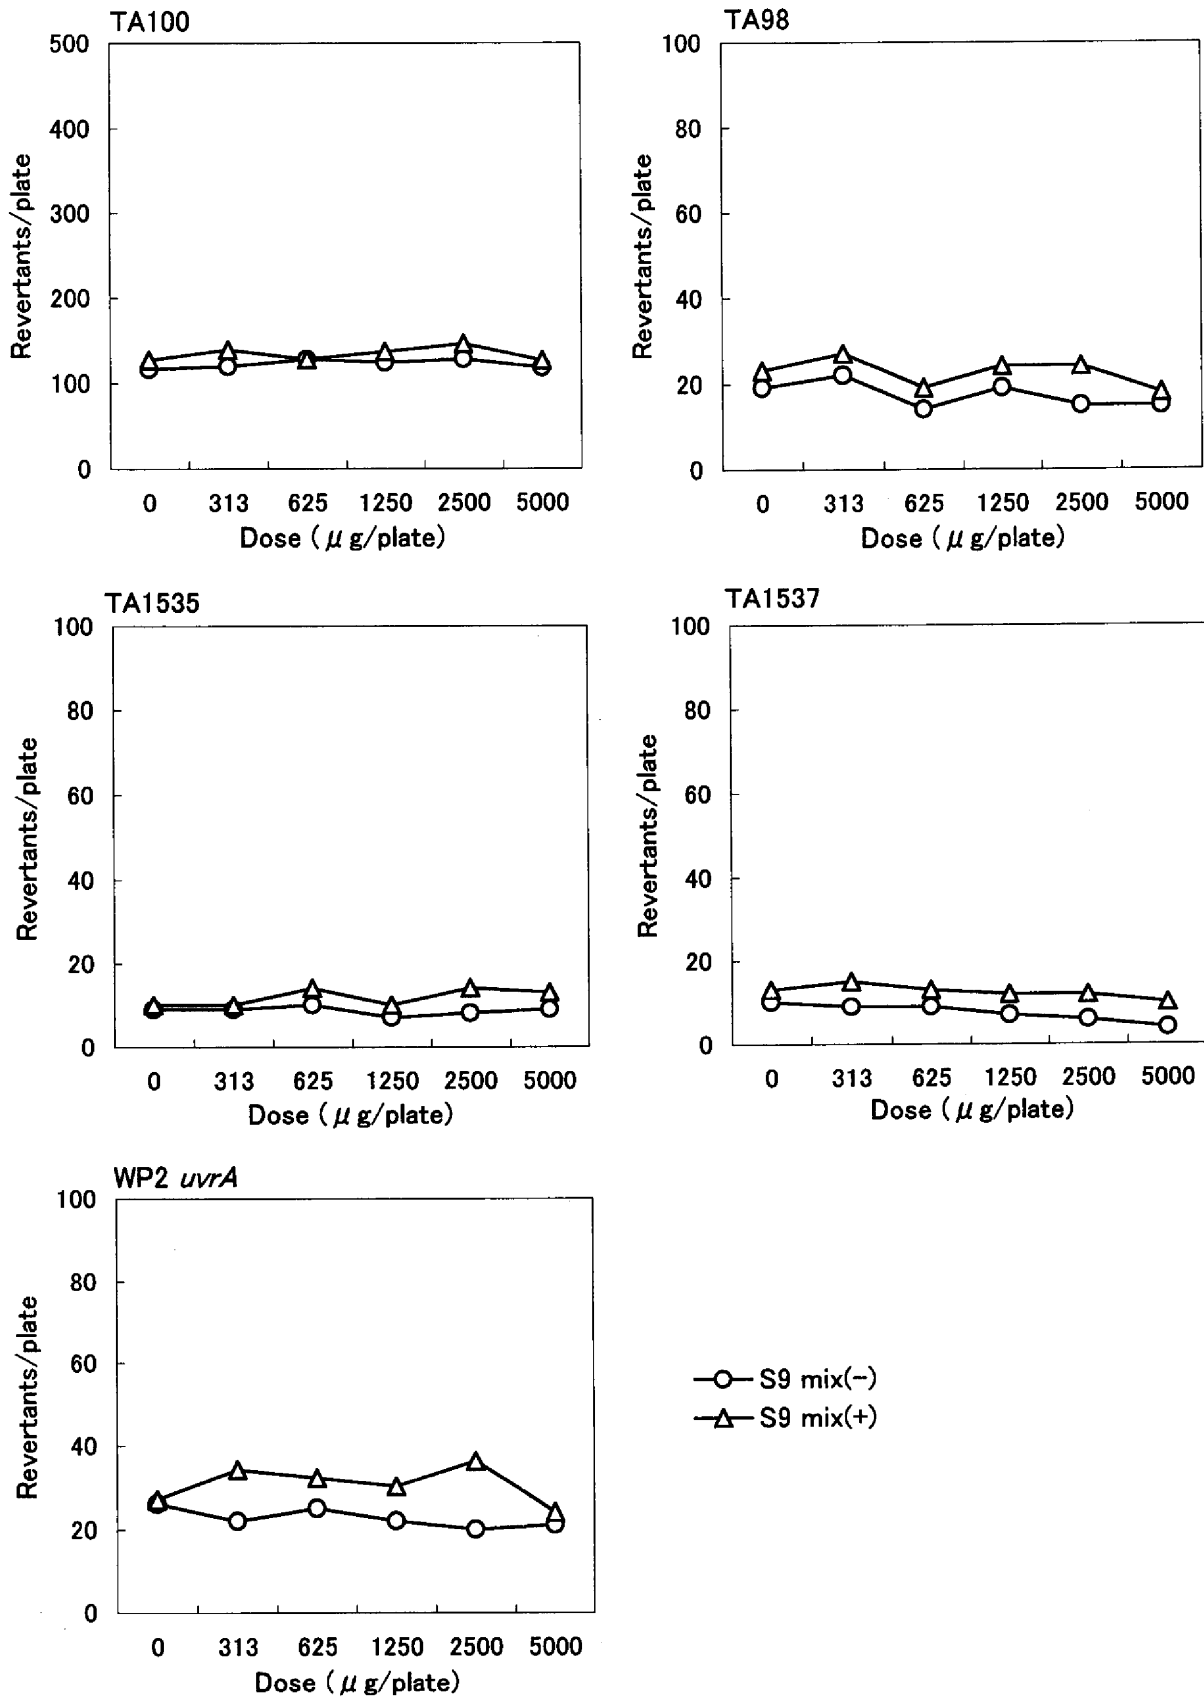 TA100
500
400
300
200
100
0
Revertants/plate
0 313 625 1250 2500 5000
Dose ( μ g/plate)
TA98
100
80
60
40
20
0
Revertants/plate
0 313 625 1250 2500 5000
Dose ( μ g/plate)
TA1535
100
80
60
40
20
0
Revertants/plate
0 313 625 1250 2500 5000
Dose ( μ g/plate)
TA1537
100
80
60
40
20
0
Revertants/plate
0 313 625 1250 2500 5000
Dose ( μ g/plate)
WP2 uvrA
100
80
60
40
20
0
Revertants/plate
0 313 625 1250 2500 5000
Dose ( μ g/plate)
S9 mix(-)
S9 mix(+)